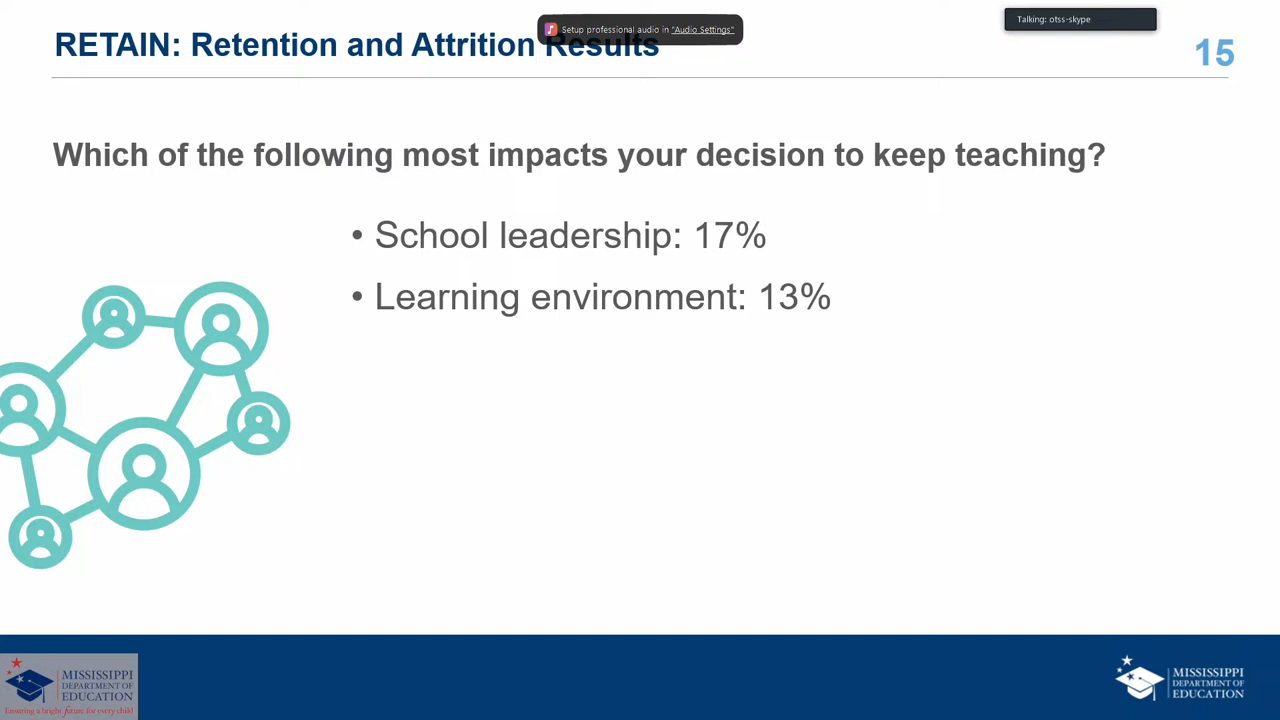 Setup professional audio in "Audio Settings"
Talking: otss-skype
RETAIN: Retention and Attrition Results
15
Which of the following most impacts your decision to keep teaching?
• School leadership: 17%
• Learning environment: 13%
MISSISSIPPI
DEPARTMENT OF
EDUCATION
Ensuring a bright future for every child
MISSISSIPPI
DEPARTMENT OF
EDUCATION